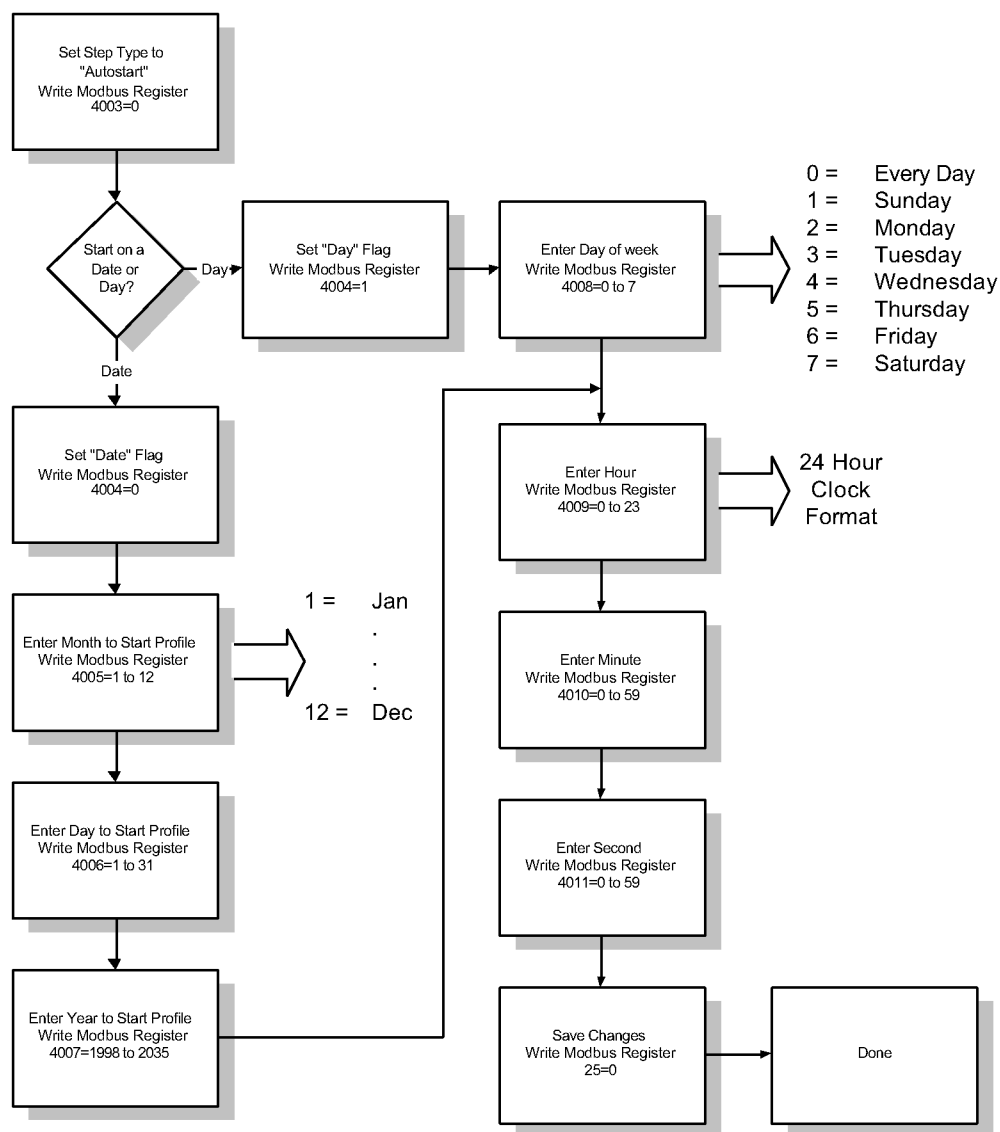 Set Step Type to
"Autostart"
Write Modbus Register
4003=0
Start on a
Date or
Day?
Day
Set "Day" Flag
Write Modbus Register
4004=1
Enter Day of week
Write Modbus Register
4008=0 to 7
0 = Every Day
1 = Sunday
2 = Monday
3 = Tuesday
4 = Wednesday
5 = Thursday
6 = Friday
7 = Saturday
Date
Set "Date" Flag
Write Modbus Register
4004=0
Enter Month to Start Profile
Write Modbus Register
4005=1 to 12
1 = Jan
.
.
.
12 = Dec
Enter Day to Start Profile
Write Modbus Register
4006=1 to 31
Enter Year to Start Profile
Write Modbus Register
4007=1998 to 2035
Enter Hour
Write Modbus Register
4009=0 to 23
24 Hour
Clock
Format
Enter Minute
Write Modbus Register
4010=0 to 59
Enter Second
Write Modbus Register
4011=0 to 59
Save Changes
Write Modbus Register
25=0
Done